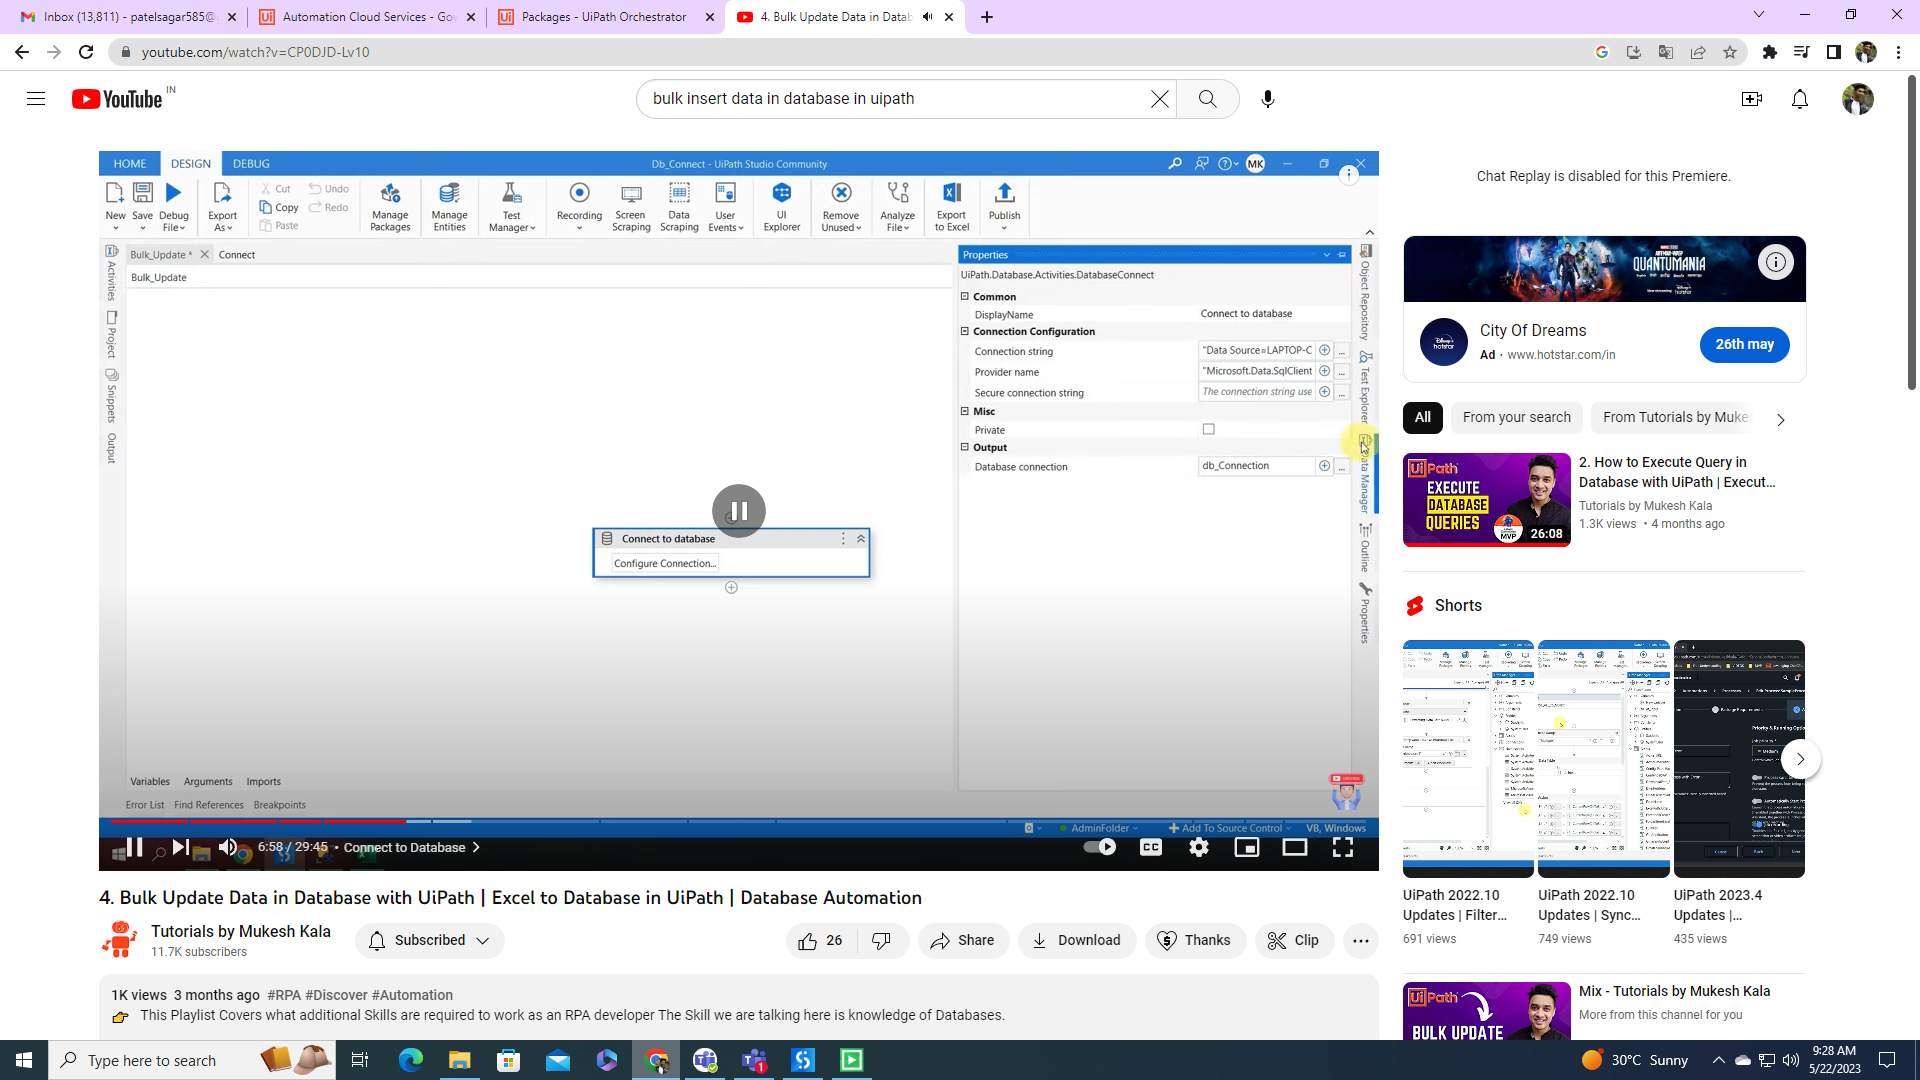 Inbox (13,811) - patelsagar585@
Automation Cloud Services - Gov
Packages - UiPath Orchestrator
4. Bulk Update Data in Datab
youtube.com/watch?v=CP0DJD-Lv10
YouTube IN
bulk insert data in database in uipath
HOME DESIGN DEBUG
Db_Connect - UiPath Studio Community
MK
New Save Debug File Export As Cut Copy Paste Undo Redo Manage Packages Manage Entities Test Manager Recording Screen Scraping Data Scraping User Events UI Explorer Remove Unused Analyze File Export to Excel Publish
Bulk_Update * Connect
Bulk_Update
Activities
Project
Snippets
Output
Properties
UiPath.Database.Activities.DatabaseConnect
Common
DisplayName Connect to database
Connection Configuration
Connection string "Data Source=LAPTOP-C
Provider name "Microsoft.Data.SqlClient
Secure connection string The connection string use
Misc
Private
Output
Database connection db_Connection
Object Repository
Test Explorer
Data Manager
Outline
Properties
Connect to database
Configure Connection...
Variables Arguments Imports
Error List Find References Breakpoints
AdminFolder Add To Source Control VB, Windows
6:58 / 29:45 • Connect to Database
CC
4. Bulk Update Data in Database with UiPath | Excel to Database in UiPath | Database Automation
Tutorials by Mukesh Kala
11.7K subscribers
Subscribed
26
Share
Download
Thanks
Clip
1K views 3 months ago #RPA #Discover #Automation
This Playlist Covers what additional Skills are required to work as an RPA developer The Skill we are talking here is knowledge of Databases.
Chat Replay is disabled for this Premiere.
QUANTUMANIA
City Of Dreams
Ad • www.hotstar.com/in
26th may
All From your search From Tutorials by Mukes
UiPath
EXECUTE
DATABASE
QUERIES
MVP
26:08
2. How to Execute Query in
Database with UiPath | Execut...
Tutorials by Mukesh Kala
1.3K views • 4 months ago
Shorts
UiPath 2022.10
Updates | Filter...
691 views
UiPath 2022.10
Updates | Sync...
749 views
UiPath 2023.4
Updates |...
435 views
UiPath
BULK UPDATE
Mix - Tutorials by Mukesh Kala
More from this channel for you
Type here to search
30°C Sunny
9:28 AM
5/22/2023